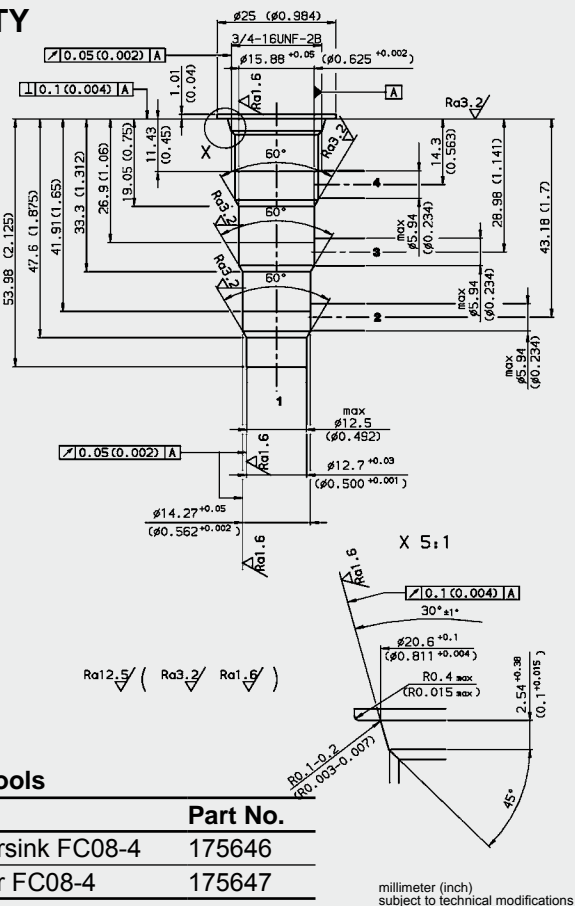 TY
ø25 (ø0.984)
3/4-16UNF-2B
ø15.88 +0.05 (ø0.625 +0.002)
0.05(0.002) A
0.1(0.004) A
A
1.01 (0.04)
Ra1.6
Ra3.2
Ra3.2
X
60°
60°
60°
Ra3.2
Ra3.2
53.98 (2.125)
47.6 (1.875)
41.91(1.65)
33.3 (1.312)
26.9(1.06)
19.05 (0.75)
11.43 (0.45)
14.3 (0.563)
28.98 (1.141)
43.18 (1.7)
4
3
2
1
max ø5.94 (ø0.234)
max ø5.94 (ø0.234)
max ø5.94 (ø0.234)
max
ø12.5
(ø0.492)
0.05(0.002) A
Ra1.6
ø12.7 +0.03
(ø0.500 +0.001)
ø14.27 +0.05
(ø0.562 +0.002)
Ra1.6
X 5:1
Ra1.6
0.1(0.004) A
30° ±1°
ø20.6 +0.1
(ø0.811 +0.004)
R0.4 max
(R0.015 max)
2.54 +0.38
(0.1 +0.015)
R0.1-0.2
(R0.003-0.007)
45°
Ra12.5 ( Ra3.2 Ra1.6 )
ools
Part No.
rsink FC08-4 175646
r FC08-4 175647
millimeter (inch)
subject to technical modifications